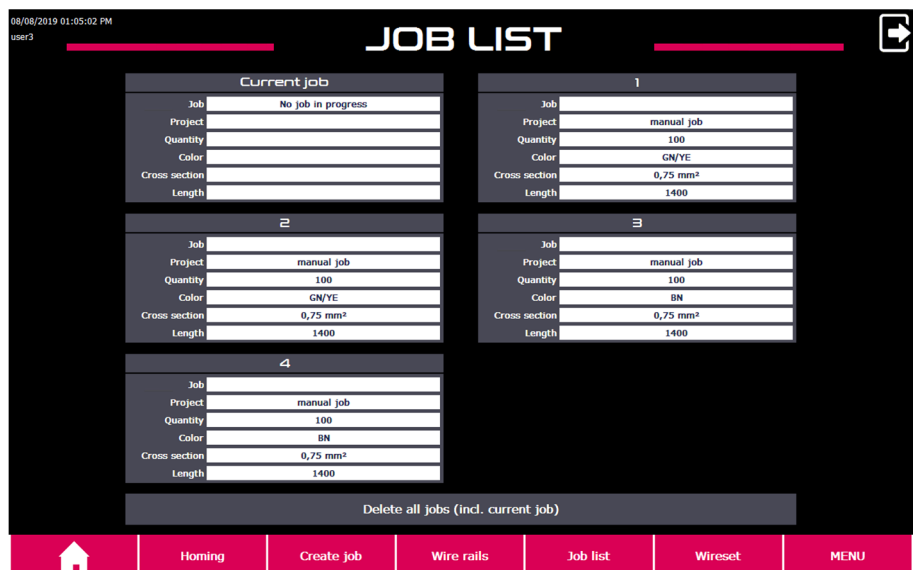 08/08/2019 01:05:02 PM
user3
JOB LIST
Current job
Job No job in progress
Project
Quantity
Color
Cross section
Length
1
Job
Project manual job
Quantity 100
Color GN/YE
Cross section 0,75 mm²
Length 1400
2
Job
Project manual job
Quantity 100
Color GN/YE
Cross section 0,75 mm²
Length 1400
3
Job
Project manual job
Quantity 100
Color BN
Cross section 0,75 mm²
Length 1400
4
Job
Project manual job
Quantity 100
Color BN
Cross section 0,75 mm²
Length 1400
Delete all jobs (incl. current job)
Homing Create job Wire rails Job list Wireset MENU